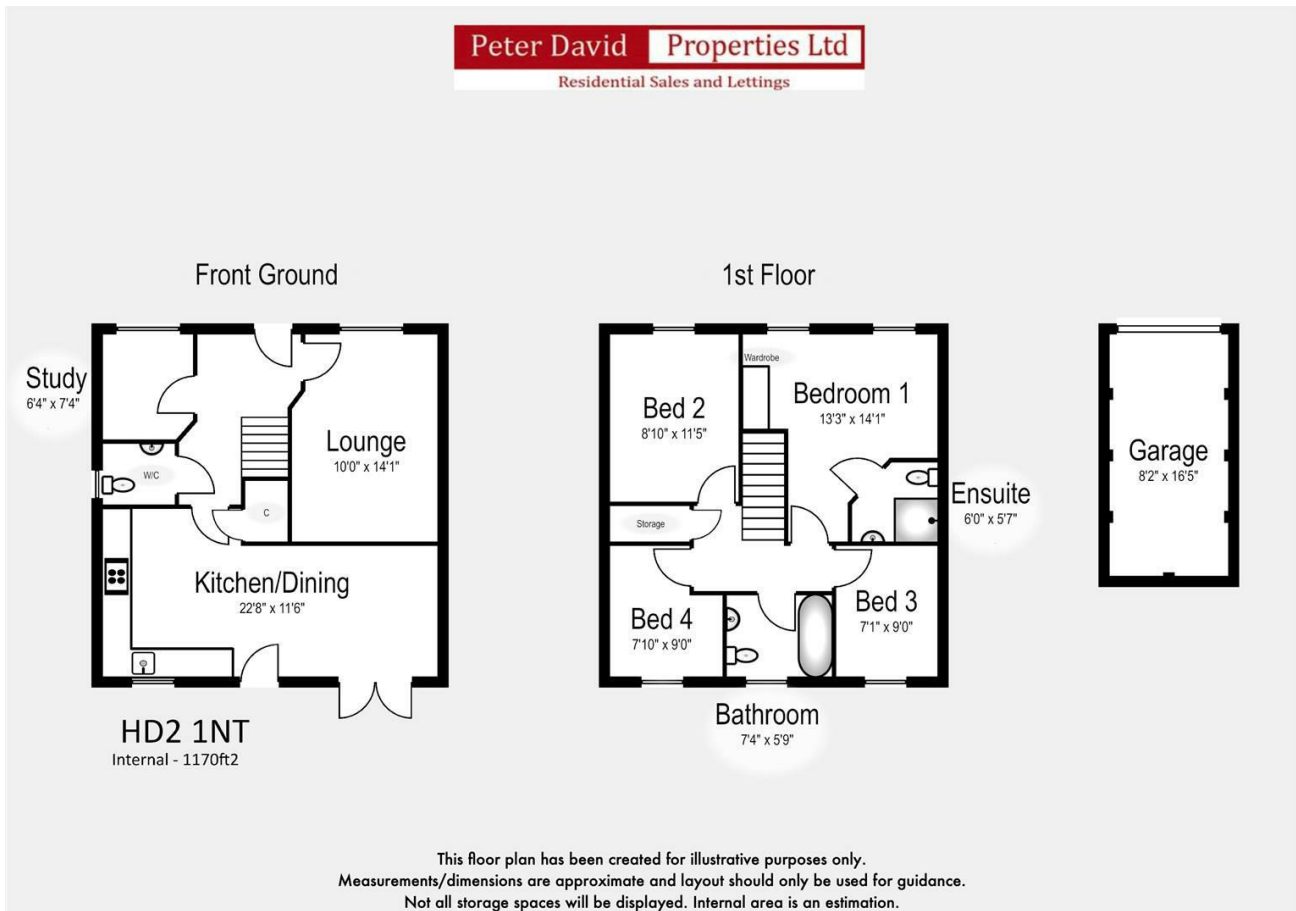 Peter David Properties Ltd
Residential Sales and Lettings
Front Ground
Study
6'4" x 7'4"
W/C
C
Lounge
10'0" x 14'1"
Kitchen/Dining
22'8" x 11'6"
HD2 1NT
Internal - 1170ft2
1st Floor
Wardrobe
Bed 2
8'10" x 11'5"
Bedroom 1
13'3" x 14'1"
Ensuite
6'0" x 5'7"
Storage
Bed 4
7'10" x 9'0"
Bed 3
7'1" x 9'0"
Bathroom
7'4" x 5'9"
Garage
8'2" x 16'5"
This floor plan has been created for illustrative purposes only.
Measurements/dimensions are approximate and layout should only be used for guidance.
Not all storage spaces will be displayed. Internal area is an estimation.